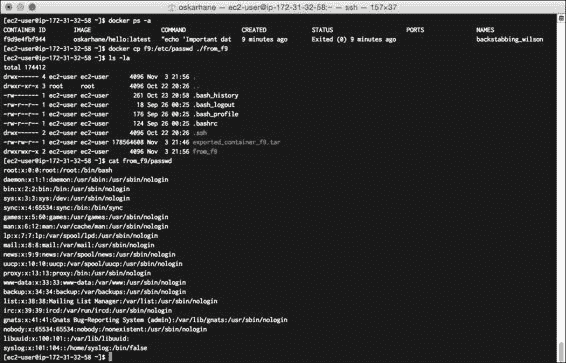 oskarhane — ec2-user@ip-172-31-32-58:~ — ssh — 157×37
[ec2-user@ip-172-31-32-58 ~]$ docker ps -a
CONTAINER ID IMAGE COMMAND CREATED STATUS PORTS NAMES
f9d9e4fbf944 oskarhane/hello:latest "echo 'Important dat 9 minutes ago Exited (0) 9 minutes ago backstabbing_wilson
[ec2-user@ip-172-31-32-58 ~]$ docker cp f9:/etc/passwd ./from_f9
[ec2-user@ip-172-31-32-58 ~]$ ls -la
total 174412
drwx------ 4 ec2-user ec2-user 4096 Nov 3 21:56 .
drwxr-xr-x 3 root root 4096 Oct 22 20:26 ..
-rw------- 1 ec2-user ec2-user 261 Oct 23 20:58 .bash_history
-rw-r--r-- 1 ec2-user ec2-user 18 Sep 26 00:25 .bash_logout
-rw-r--r-- 1 ec2-user ec2-user 176 Sep 26 00:25 .bash_profile
-rw-r--r-- 1 ec2-user ec2-user 124 Sep 26 00:25 .bashrc
drwx------ 2 ec2-user ec2-user 4096 Oct 22 20:26 .ssh
-rw-rw-r-- 1 ec2-user ec2-user 178564608 Nov 3 21:46 exported_container_f9.tar
drwxrwxr-x 2 ec2-user ec2-user 4096 Nov 3 21:56 from_f9
[ec2-user@ip-172-31-32-58 ~]$ cat from_f9/passwd
root:x:0:0:root:/root:/bin/bash
daemon:x:1:1:daemon:/usr/sbin:/usr/sbin/nologin
bin:x:2:2:bin:/bin:/usr/sbin/nologin
sys:x:3:3:sys:/dev:/usr/sbin/nologin
sync:x:4:65534:sync:/bin:/bin/sync
games:x:5:60:games:/usr/games:/usr/sbin/nologin
man:x:6:12:man:/var/cache/man:/usr/sbin/nologin
lp:x:7:7:lp:/var/spool/lpd:/usr/sbin/nologin
mail:x:8:8:mail:/var/mail:/usr/sbin/nologin
news:x:9:9:news:/var/spool/news:/usr/sbin/nologin
uucp:x:10:10:uucp:/var/spool/uucp:/usr/sbin/nologin
proxy:x:13:13:proxy:/bin:/usr/sbin/nologin
www-data:x:33:33:www-data:/var/www:/usr/sbin/nologin
backup:x:34:34:backup:/var/backups:/usr/sbin/nologin
list:x:38:38:Mailing List Manager:/var/list:/usr/sbin/nologin
irc:x:39:39:ircd:/var/run/ircd:/usr/sbin/nologin
gnats:x:41:41:Gnats Bug-Reporting System (admin):/var/lib/gnats:/usr/sbin/nologin
nobody:x:65534:65534:nobody:/nonexistent:/usr/sbin/nologin
libuuid:x:100:101::/var/lib/libuuid:
syslog:x:101:104::/home/syslog:/bin/false
[ec2-user@ip-172-31-32-58 ~]$